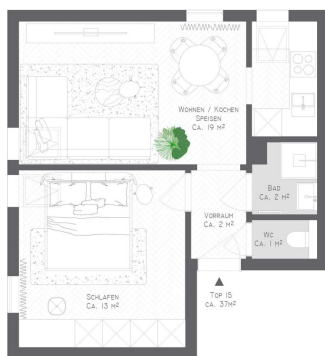 WOHNEN / KOCHEN
SPEISEN
CA. 19 M²
BAD
CA. 2 M²
VORRAUM
CA. 2 M²
WC
CA. 1 M²
SCHLAFEN
CA. 13 M²
TOP 15
CA. 37M²